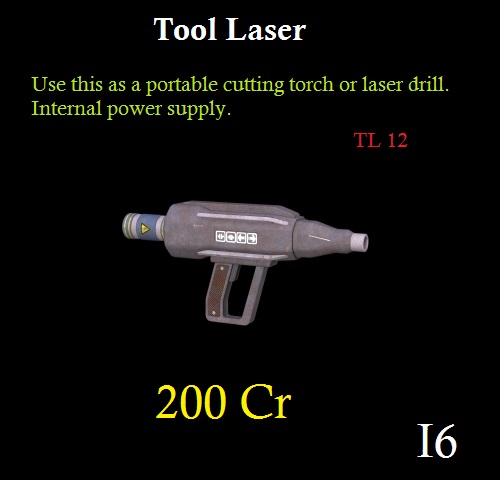 Tool Laser
Use this as a portable cutting torch or laser drill.
Internal power supply.
TL 12
200 Cr
I6